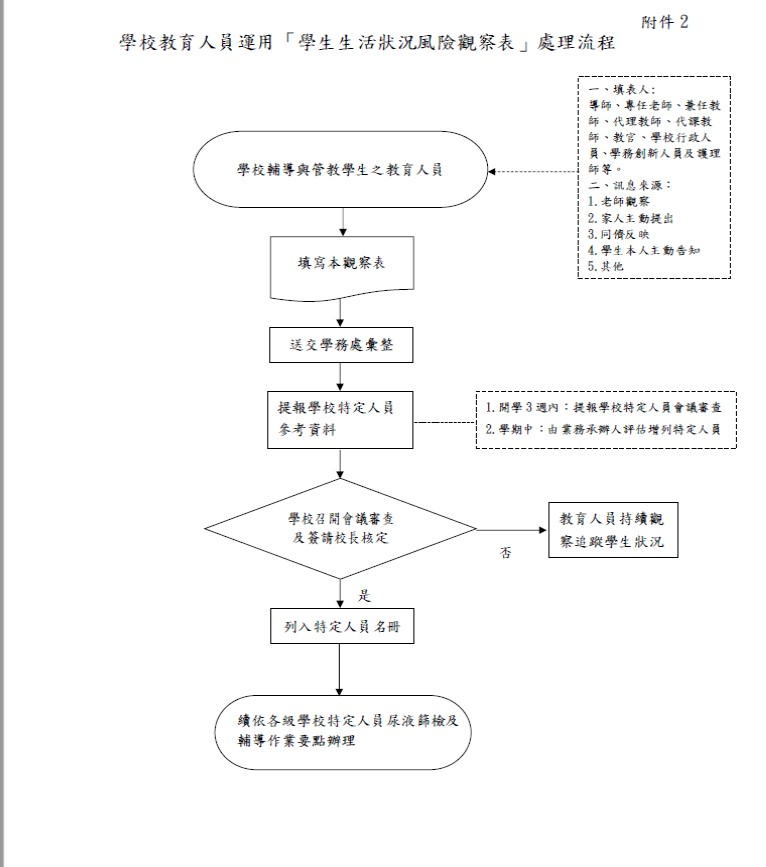 附件 2
學校教育人員運用「學生生活狀況風險觀察表」處理流程
一、填表人:
導師、專任老師、兼任教
師、代理教師、代課教
師、教官、學校行政人
員、學務創新人員及護理
師等。
二、訊息來源：
1.老師觀察
2.家人主動提出
3.同儕反映
4.學生本人主動告知
5.其他
學校輔導與管教學生之教育人員
填寫本觀察表
送交學務處彙整
提報學校特定人員
參考資料
1.開學 3 週內：提報學校特定人員會議審查
2.學期中：由業務承辦人評估增列特定人員
學校召開會議審查
及簽請校長核定
否
教育人員持續觀
察追蹤學生狀況
是
列入特定人員名冊
續依各級學校特定人員尿液篩檢及
輔導作業要點辦理